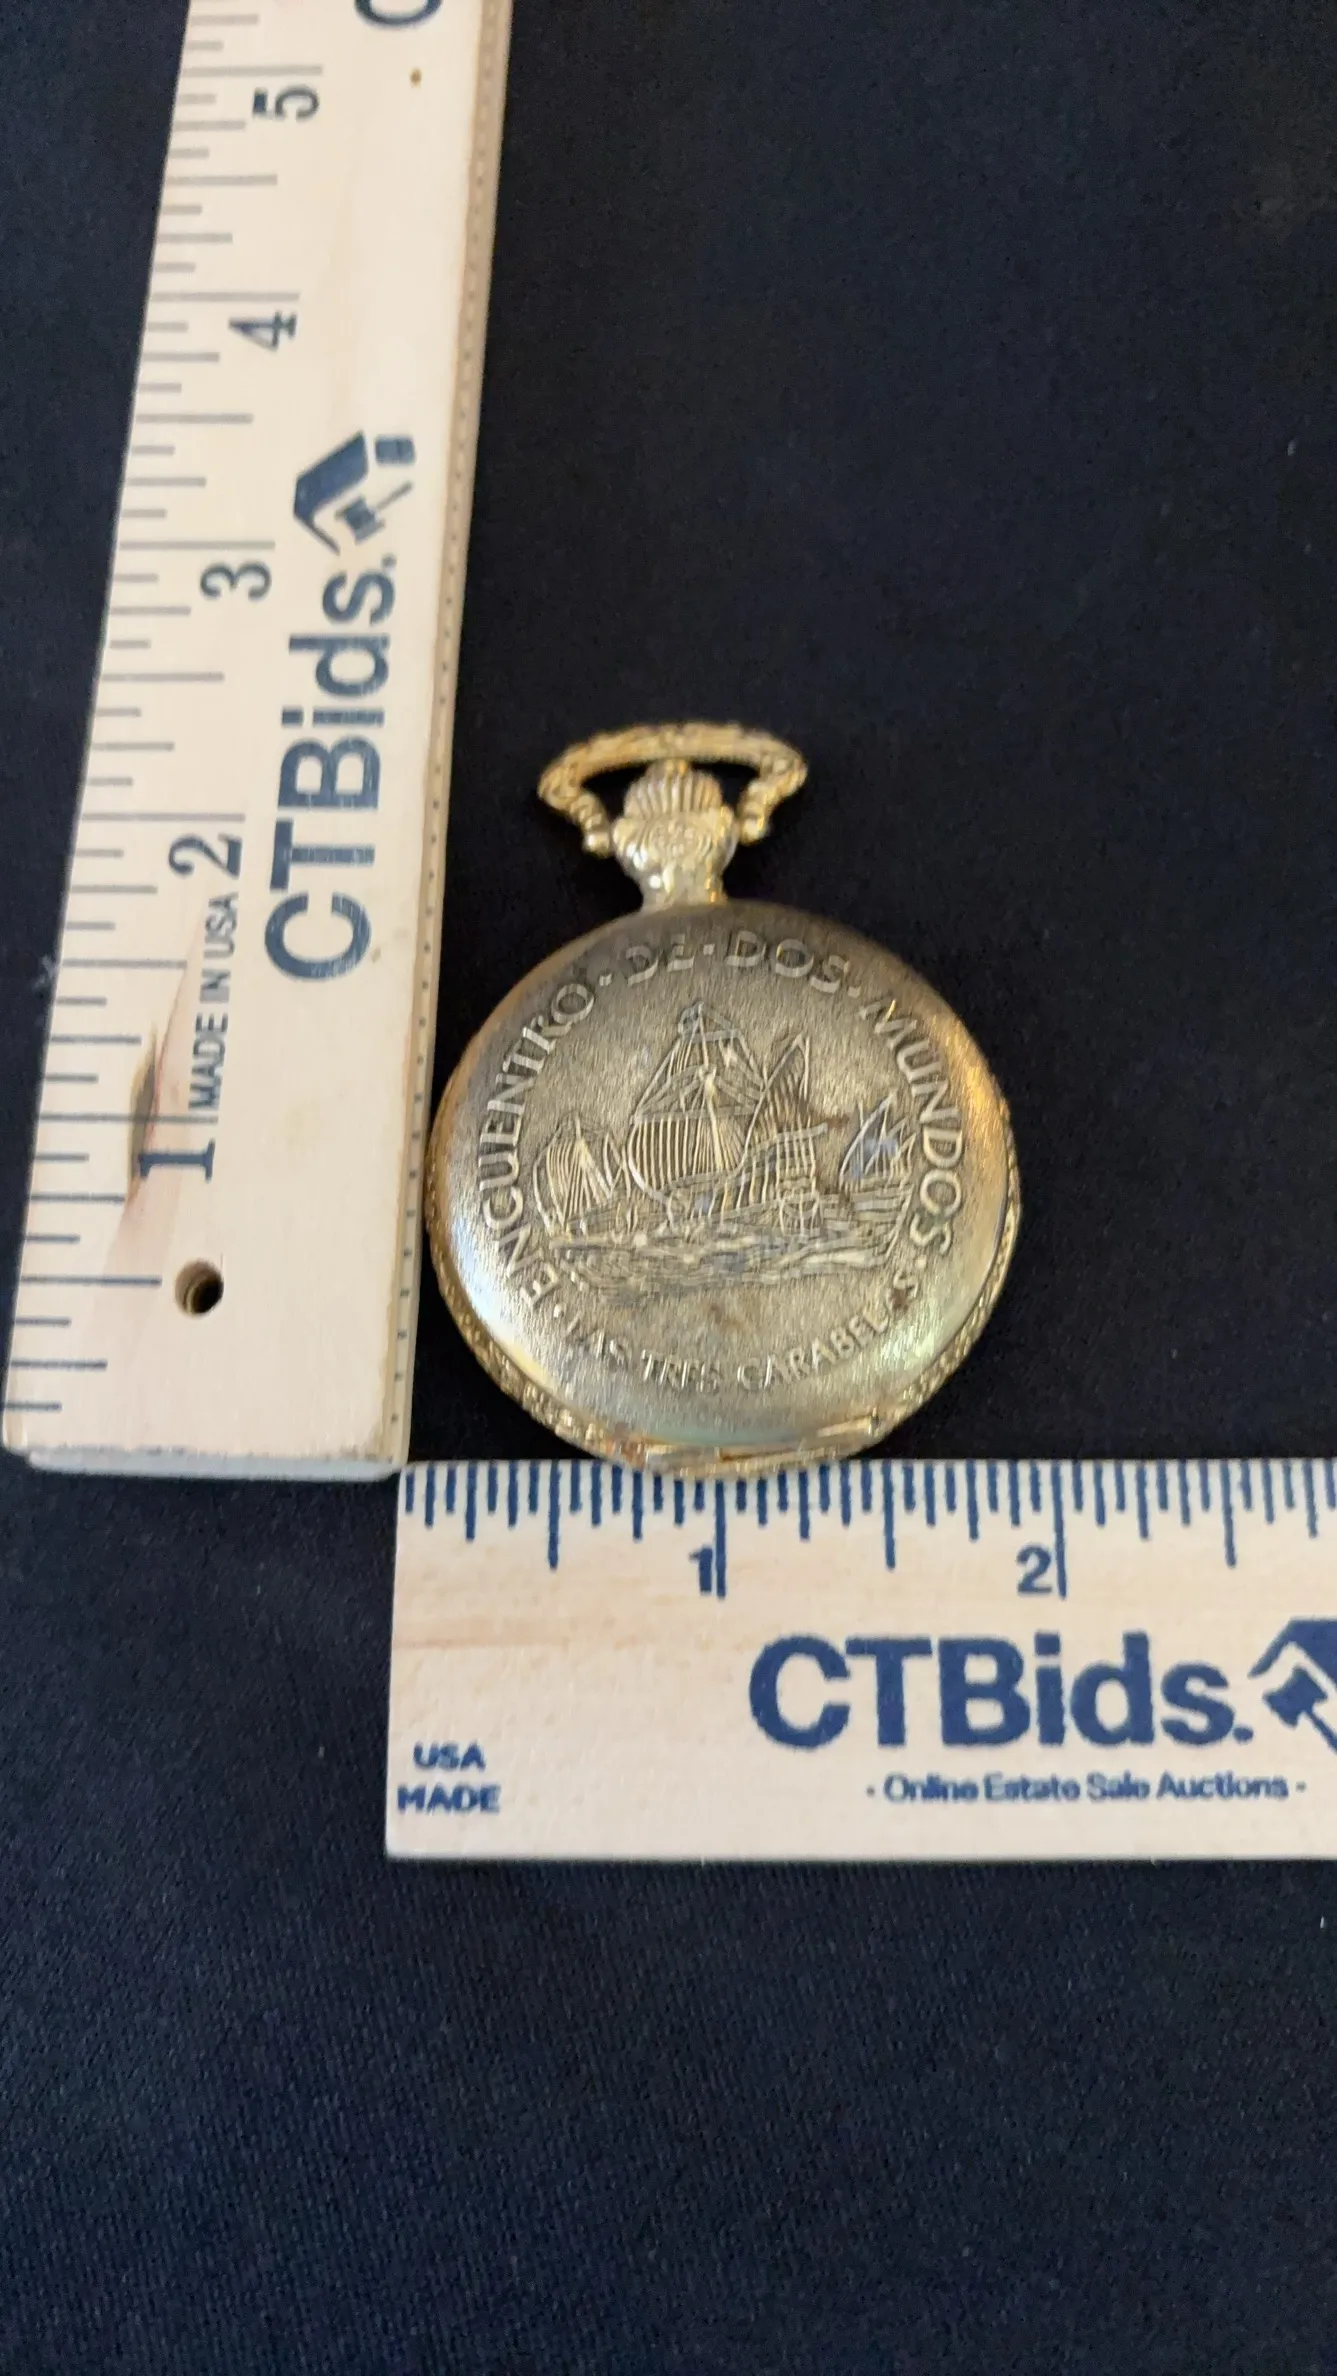 5
4
3
2
1
MADE IN USA
CTBids.
ENCUENTRO · DE · DOS · MUNDOS
· LAS TRES CARABELAS ·
1
2
CTBids.
- Online Estate Sale Auctions -
USA
MADE